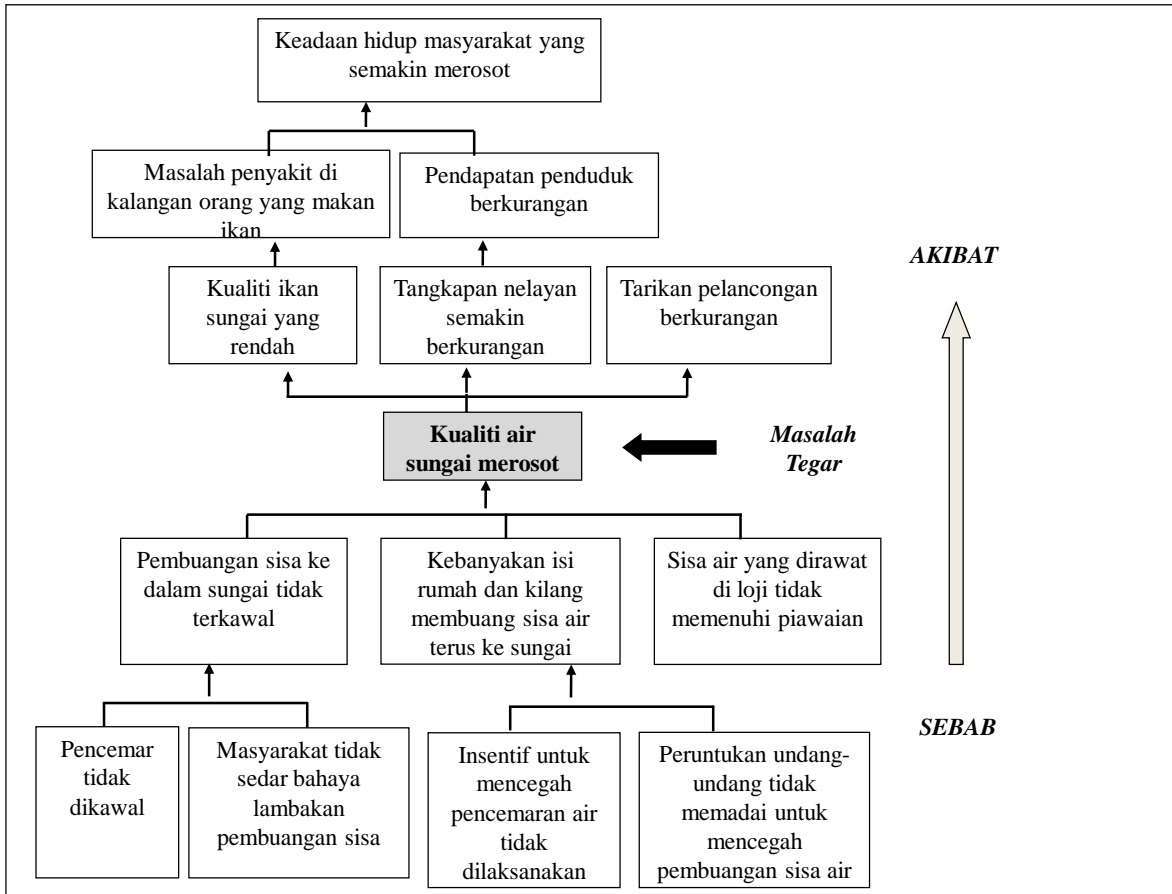 Keadaan hidup masyarakat yang
semakin merosot
Masalah penyakit di
kalangan orang yang makan
ikan
Pendapatan penduduk
berkurangan
AKIBAT
Kualiti ikan
sungai yang
rendah
Tangkapan nelayan
semakin
berkurangan
Tarikan pelancongan
berkurangan
Kualiti air
sungai merosot
Masalah
Tegar
Pembuangan sisa ke
dalam sungai tidak
terkawal
Kebanyakan isi
rumah dan kilang
membuang sisa air
terus ke sungai
Sisa air yang dirawat
di loji tidak
memenuhi piawaian
SEBAB
Pencemar
tidak
dikawal
Masyarakat tidak
sedar bahaya
lambakan
pembuangan sisa
Insentif untuk
mencegah
pencemaran air
tidak
dilaksanakan
Peruntukan undang-
undang tidak
memadai untuk
mencegah
pembuangan sisa air